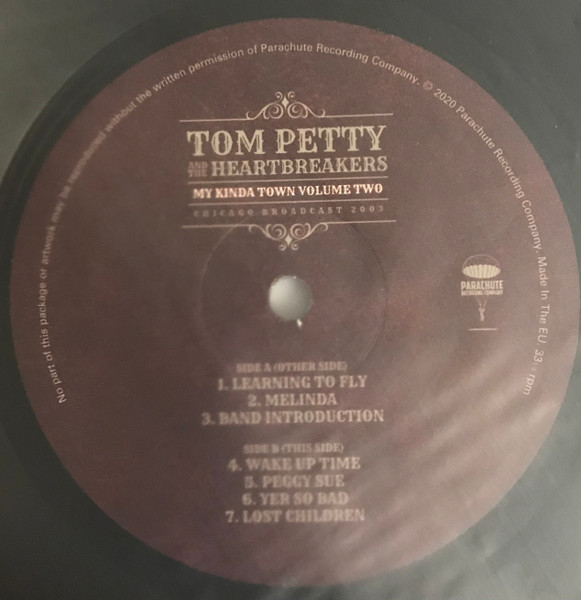 No part of this package or artwork may be reproduced without the written permission of Parachute Recording Company. © 2020 Parachute Recording Company. Made In The EU. 33 rpm
TOM PETTY
AND THE HEARTBREAKERS
MY KINDA TOWN VOLUME TWO
CHICAGO BROADCAST 2003
PARACHUTE
RECORDING COMPANY
SIDE A (OTHER SIDE)
1. LEARNING TO FLY
2. MELINDA
3. BAND INTRODUCTION
SIDE B (THIS SIDE)
4. WAKE UP TIME
5. PEGGY SUE
6. YER SO BAD
7. LOST CHILDREN